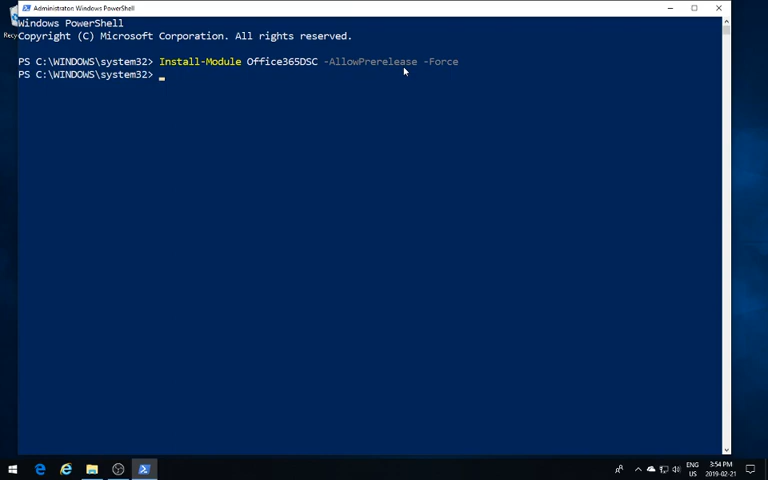 Administrator: Windows PowerShell
Windows PowerShell
Copyright (C) Microsoft Corporation. All rights reserved.
PS C:\WINDOWS\system32> Install-Module Office365DSC -AllowPrerelease -Force
PS C:\WINDOWS\system32>
Recy
ENG
US
3:54 PM
2019-02-21